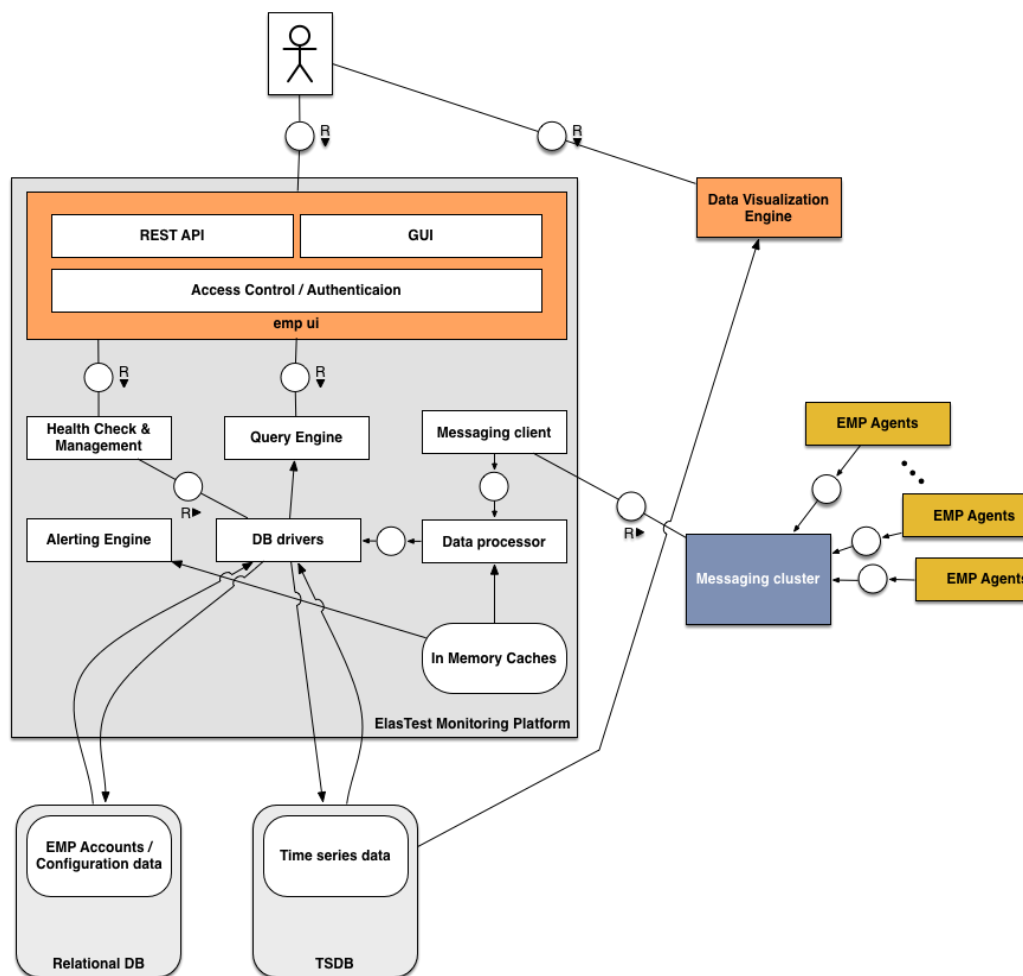 R
R
Data Visualization
Engine
REST API
GUI
Access Control / Authenticaion
emp ui
R
R
Health Check &
Management
Query Engine
Messaging client
EMP Agents
R
R
EMP Agents
Alerting Engine
DB drivers
Data processor
Messaging cluster
EMP Agents
In Memory Caches
ElasTest Monitoring Platform
EMP Accounts /
Configuration data
Time series data
Relational DB
TSDB